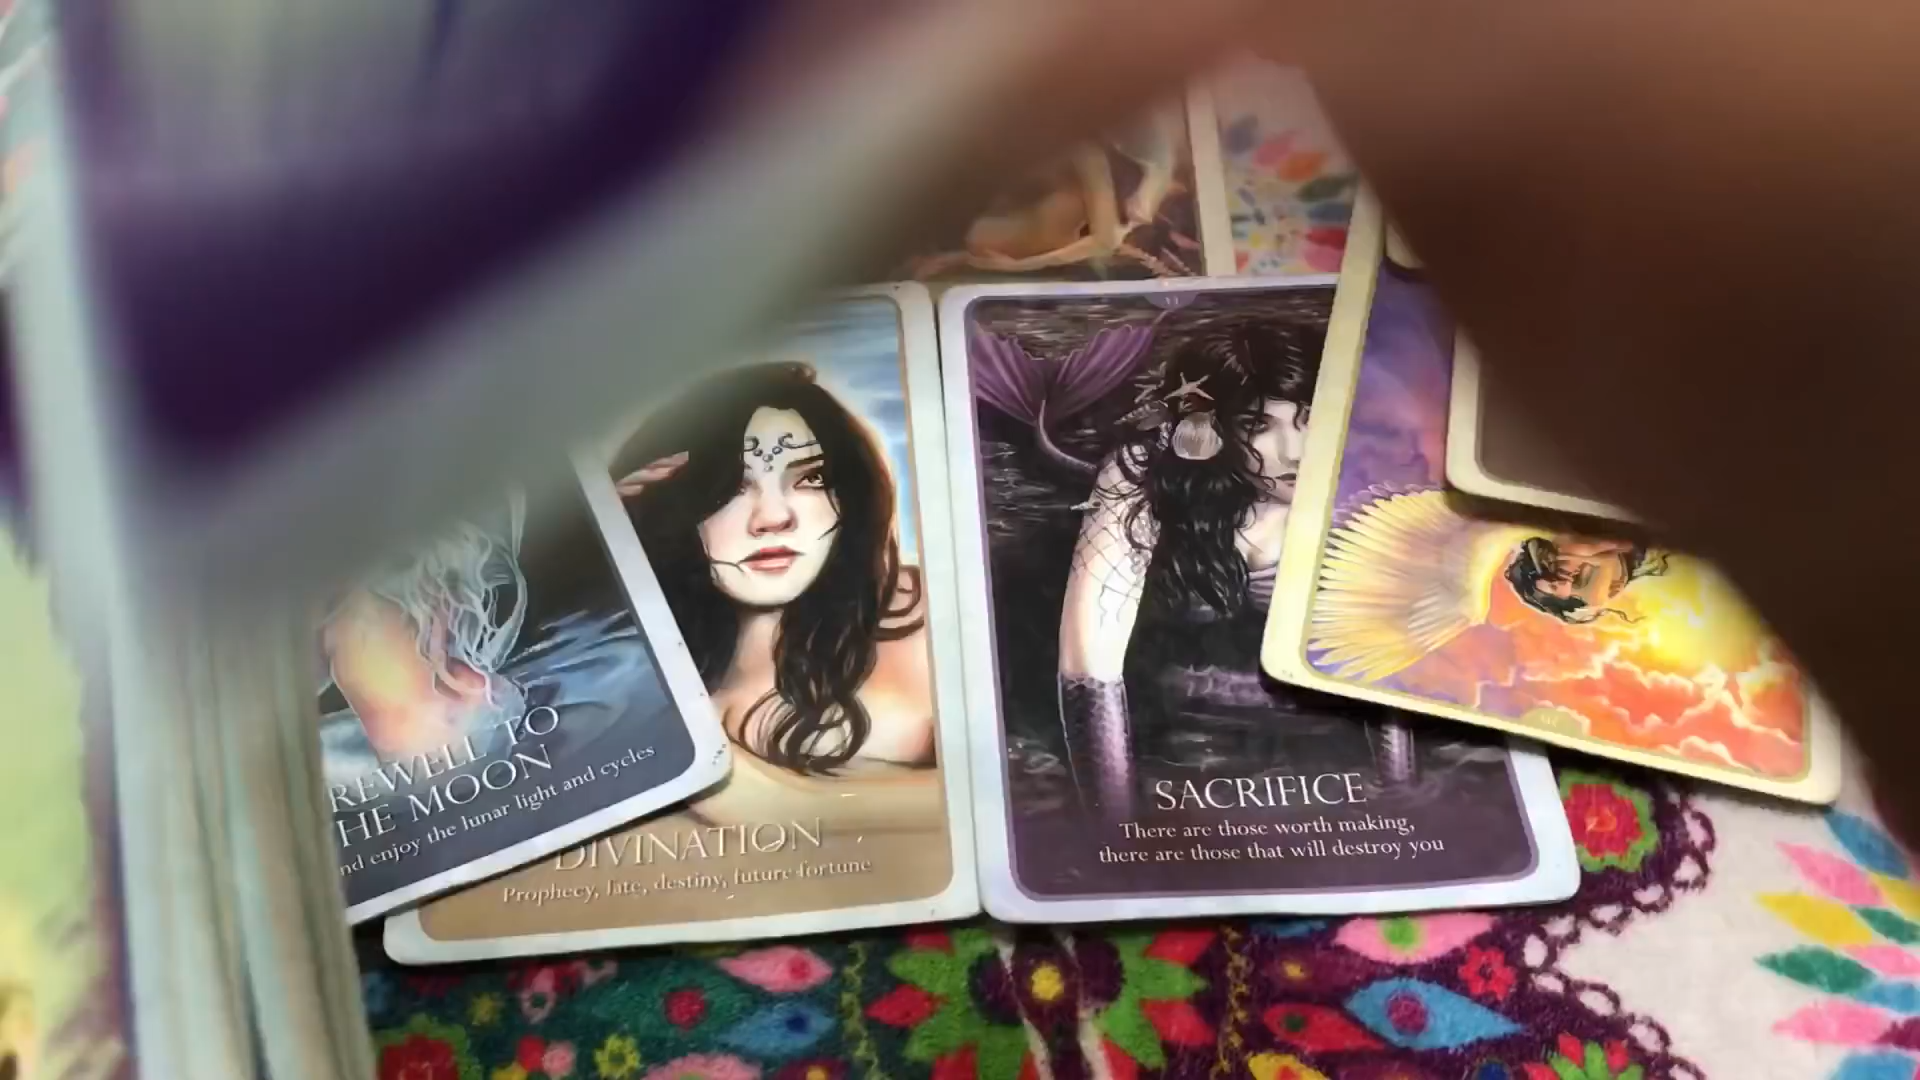 REWELL TO
HE MOON
nd enjoy the lunar light and cycles
DIVINATION
Prophecy, fate, destiny, future fortune
SACRIFICE
There are those worth making,
there are those that will destroy you